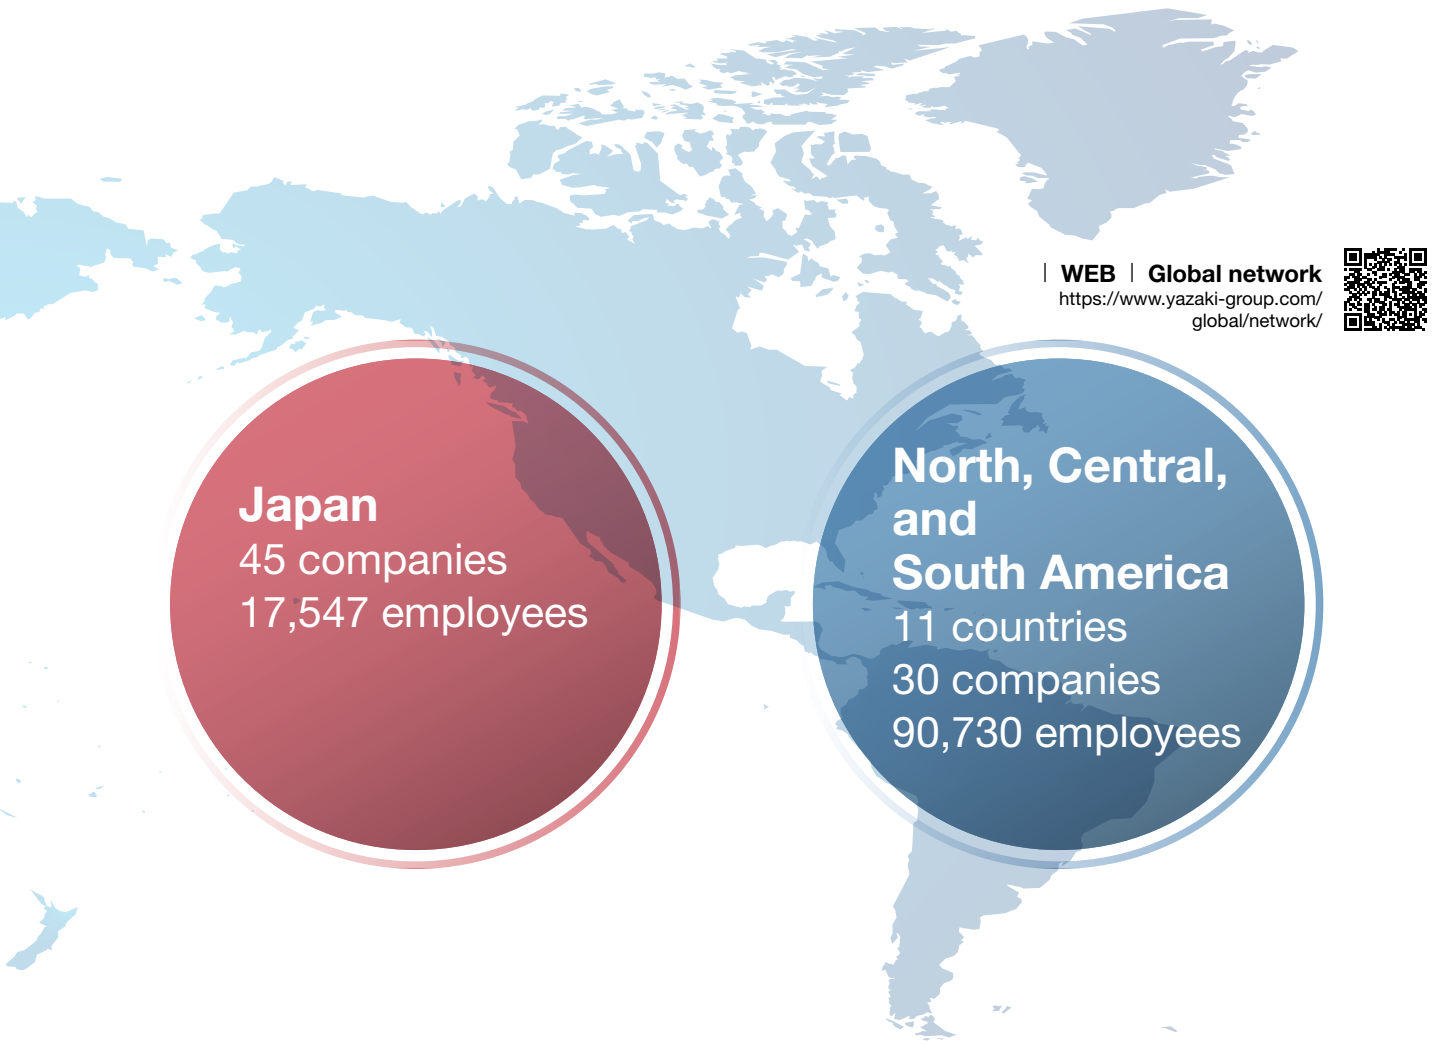 | WEB | Global network
https://www.yazaki-group.com/
global/network/
Japan
45 companies
17,547 employees
North, Central,
and
South America
11 countries
30 companies
90,730 employees